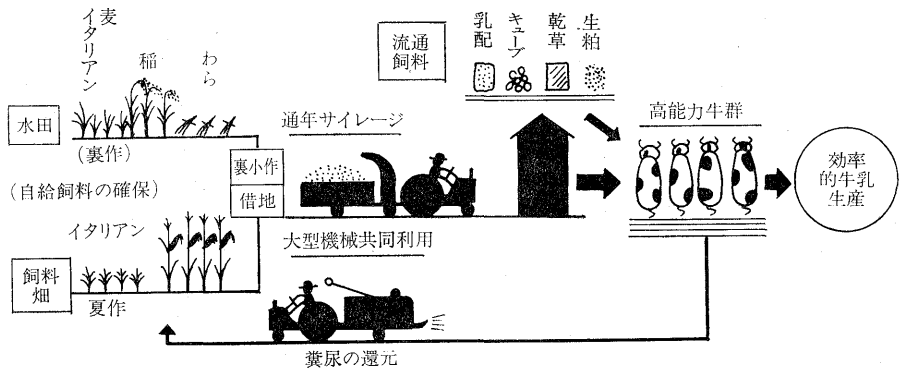 麦
イタリアン
稲
わら
水田
(裏作)
(自給飼料の確保)
イタリアン
飼料
畑
夏作
裏小作
借地
通年サイレージ
大型機械共同利用
糞尿の還元
流通
飼料
乳配
キューブ
乾草
生粕
高能力牛群
効率
的牛乳
生産